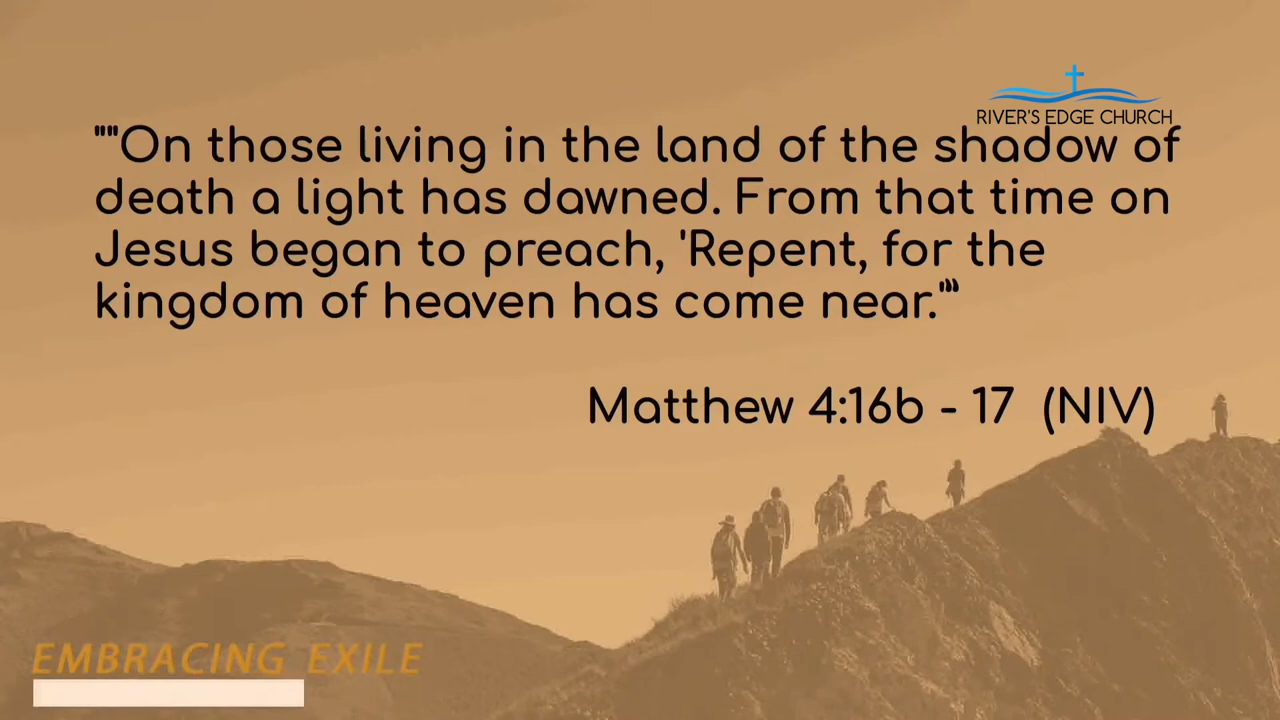 RIVER'S EDGE CHURCH
""On those living in the land of the shadow of
death a light has dawned. From that time on
Jesus began to preach, 'Repent, for the
kingdom of heaven has come near.'"
Matthew 4:16b - 17 (NIV)
EMBRACING EXILE